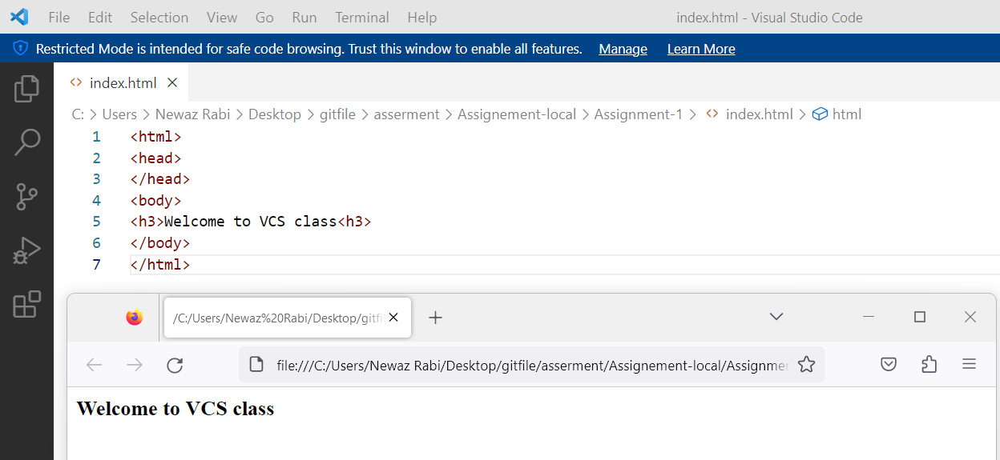 File Edit Selection View Go Run Terminal Help index.html - Visual Studio Code
Restricted Mode is intended for safe code browsing. Trust this window to enable all features. Manage Learn More
index.html
C: > Users > Newaz Rabi > Desktop > gitfile > asserment > Assignement-local > Assignment-1 > index.html > html
1 <html>
2 <head>
3 </head>
4 <body>
5 <h3>Welcome to VCS class<h3>
6 </body>
7 </html>
/C:/Users/Newaz%20Rabi/Desktop/gitfi
file:///C:/Users/Newaz Rabi/Desktop/gitfile/asserment/Assignement-local/Assignmer
Welcome to VCS class